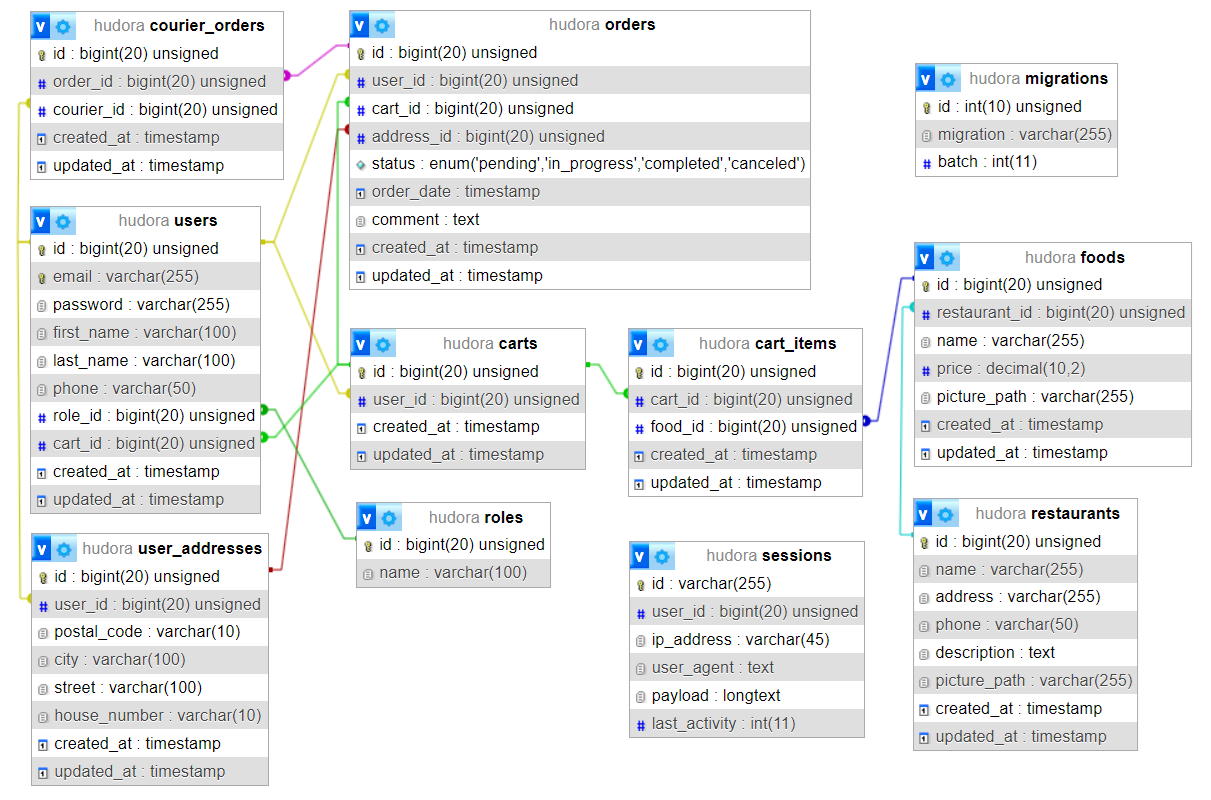 v hudora courier_orders
id : bigint(20) unsigned
# order_id : bigint(20) unsigned
# courier_id : bigint(20) unsigned
created_at : timestamp
updated_at : timestamp
v hudora users
id : bigint(20) unsigned
email : varchar(255)
password : varchar(255)
first_name : varchar(100)
last_name : varchar(100)
phone : varchar(50)
# role_id : bigint(20) unsigned
# cart_id : bigint(20) unsigned
created_at : timestamp
updated_at : timestamp
v hudora user_addresses
id : bigint(20) unsigned
# user_id : bigint(20) unsigned
postal_code : varchar(10)
city : varchar(100)
street : varchar(100)
house_number : varchar(10)
created_at : timestamp
updated_at : timestamp
v hudora orders
id : bigint(20) unsigned
# user_id : bigint(20) unsigned
# cart_id : bigint(20) unsigned
# address_id : bigint(20) unsigned
status : enum('pending','in_progress','completed','canceled')
order_date : timestamp
comment : text
created_at : timestamp
updated_at : timestamp
v hudora carts
id : bigint(20) unsigned
# user_id : bigint(20) unsigned
created_at : timestamp
updated_at : timestamp
v hudora roles
id : bigint(20) unsigned
name : varchar(100)
v hudora cart_items
id : bigint(20) unsigned
# cart_id : bigint(20) unsigned
# food_id : bigint(20) unsigned
created_at : timestamp
updated_at : timestamp
v hudora sessions
id : varchar(255)
# user_id : bigint(20) unsigned
ip_address : varchar(45)
user_agent : text
payload : longtext
# last_activity : int(11)
v hudora migrations
id : int(10) unsigned
migration : varchar(255)
# batch : int(11)
v hudora foods
id : bigint(20) unsigned
# restaurant_id : bigint(20) unsigned
name : varchar(255)
# price : decimal(10,2)
picture_path : varchar(255)
created_at : timestamp
updated_at : timestamp
v hudora restaurants
id : bigint(20) unsigned
name : varchar(255)
address : varchar(255)
phone : varchar(50)
description : text
picture_path : varchar(255)
created_at : timestamp
updated_at : timestamp